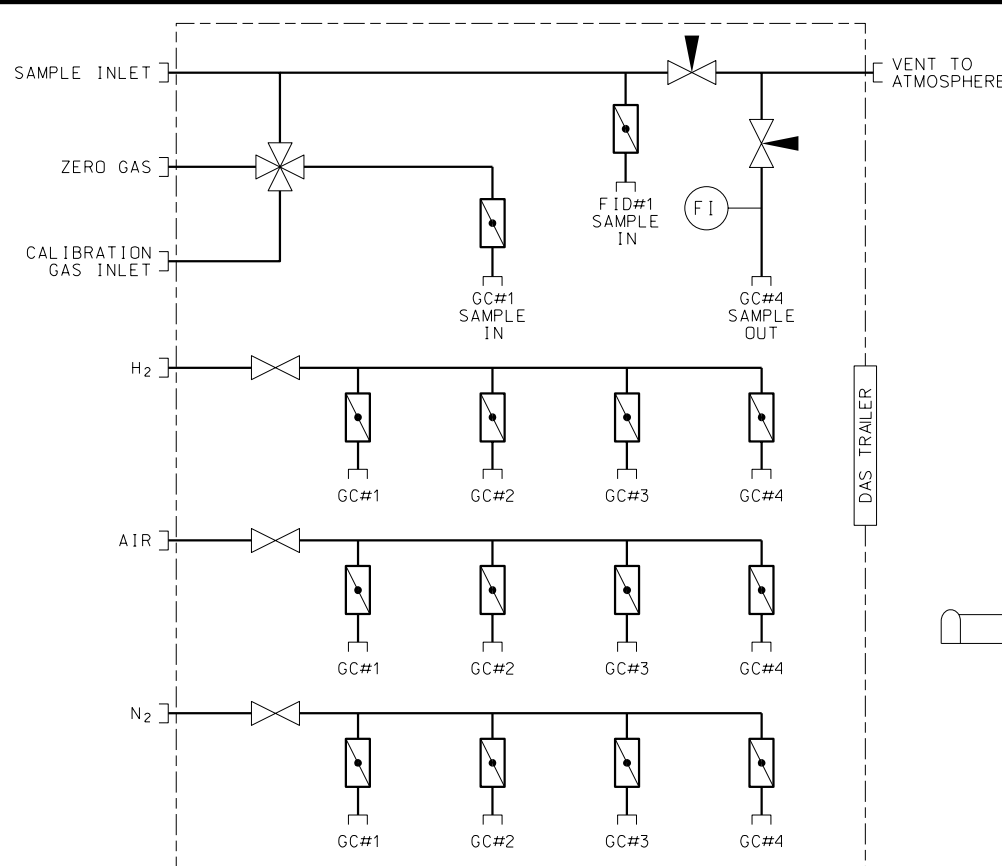 SAMPLE INLET
VENT TO
ATMOSPHERE
ZERO GAS
FID#1
SAMPLE
IN
FI
CALIBRATION
GAS INLET
GC#1
SAMPLE
IN
GC#4
SAMPLE
OUT
H2
GC#1 GC#2 GC#3 GC#4
DAS TRAILER
AIR
GC#1 GC#2 GC#3 GC#4
N2
GC#1 GC#2 GC#3 GC#4